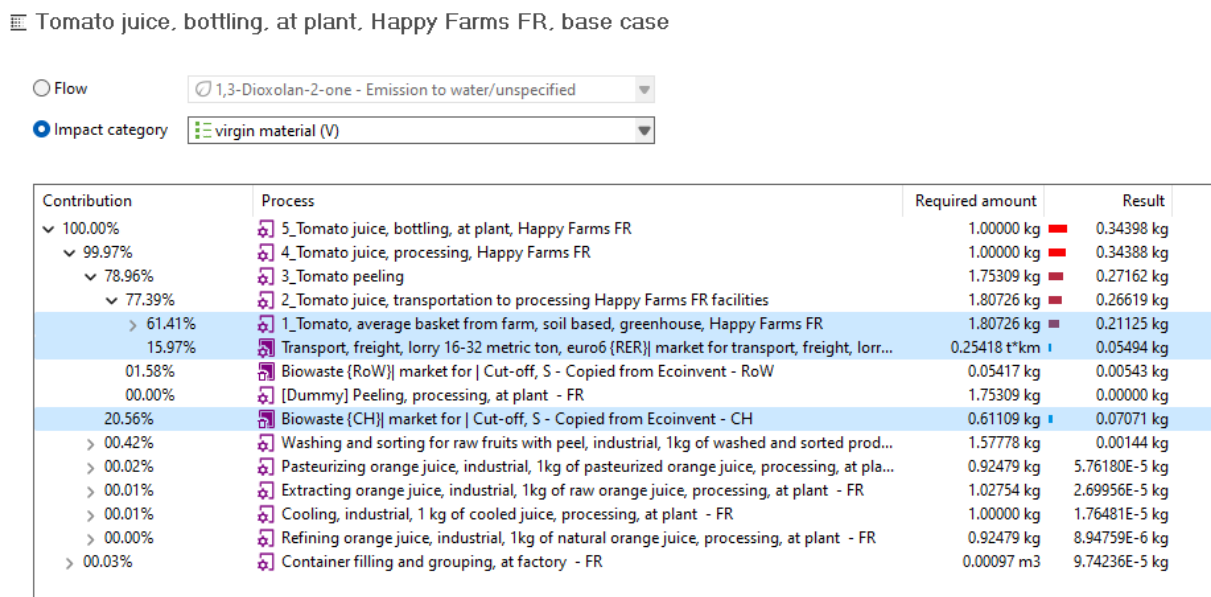 Tomato juice, bottling, at plant, Happy Farms FR, base case
Flow 1,3-Dioxolan-2-one - Emission to water/unspecified
Impact category virgin material (V)
Contribution Process Required amount Result
100.00% 5_Tomato juice, bottling, at plant, Happy Farms FR 1.00000 kg 0.34398 kg
99.97% 4_Tomato juice, processing, Happy Farms FR 1.00000 kg 0.34388 kg
78.96% 3_Tomato peeling 1.75309 kg 0.27162 kg
77.39% 2_Tomato juice, transportation to processing Happy Farms FR facilities 1.80726 kg 0.26619 kg
61.41% 1_Tomato, average basket from farm, soil based, greenhouse, Happy Farms FR 1.80726 kg 0.21125 kg
15.97% Transport, freight, lorry 16-32 metric ton, euro6 {RER}| market for transport, freight, lorr... 0.25418 t*km 0.05494 kg
01.58% Biowaste {RoW}| market for | Cut-off, S - Copied from Ecoinvent - RoW 0.05417 kg 0.00543 kg
00.00% [Dummy] Peeling, processing, at plant - FR 1.75309 kg 0.00000 kg
20.56% Biowaste {CH}| market for | Cut-off, S - Copied from Ecoinvent - CH 0.61109 kg 0.07071 kg
00.42% Washing and sorting for raw fruits with peel, industrial, 1kg of washed and sorted prod... 1.57778 kg 0.00144 kg
00.02% Pasteurizing orange juice, industrial, 1kg of pasteurized orange juice, processing, at pla... 0.92479 kg 5.76180E-5 kg
00.01% Extracting orange juice, industrial, 1kg of raw orange juice, processing, at plant - FR 1.02754 kg 2.69956E-5 kg
00.01% Cooling, industrial, 1 kg of cooled juice, processing, at plant - FR 1.00000 kg 1.76481E-5 kg
00.00% Refining orange juice, industrial, 1kg of natural orange juice, processing, at plant - FR 0.92479 kg 8.94759E-6 kg
00.03% Container filling and grouping, at factory - FR 0.00097 m3 9.74236E-5 kg